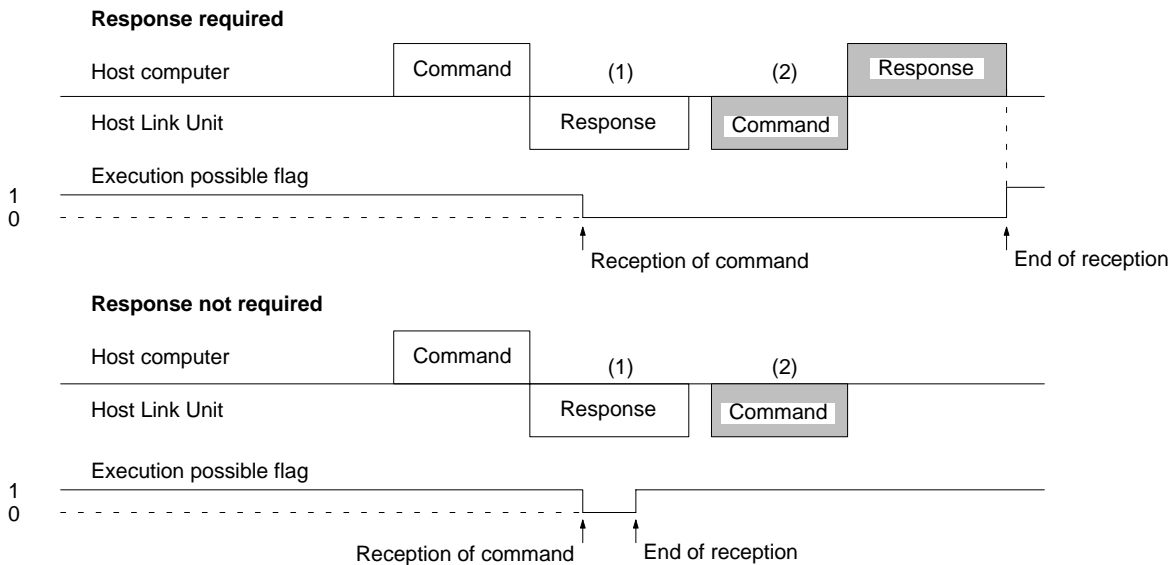 Response required
Host computer
Command
(1)
(2)
Response
Host Link Unit
Response
Command
Execution possible flag
1
0
Reception of command
End of reception
Response not required
Host computer
Command
(1)
(2)
Host Link Unit
Response
Command
Execution possible flag
1
0
Reception of command
End of reception